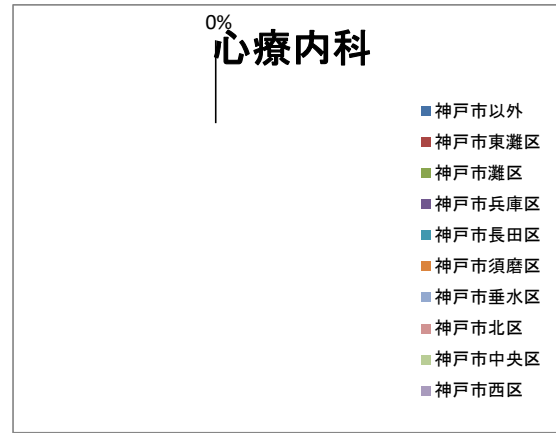 0%
心療内科
神戸市以外
神戸市東灘区
神戸市灘区
神戸市兵庫区
神戸市長田区
神戸市須磨区
神戸市垂水区
神戸市北区
神戸市中央区
神戸市西区